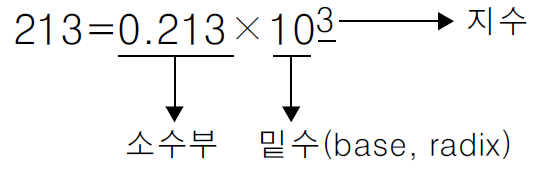 213=0.213×10³ 지수
소수부 밑수(base, radix)